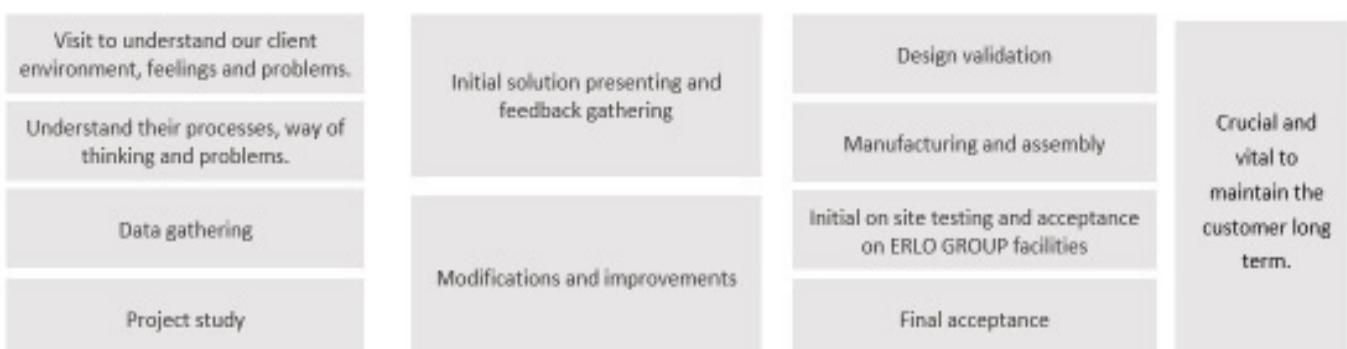 Visit to understand our client
environment, feelings and problems.
Understand their processes, way of
thinking and problems.
Data gathering
Project study
Initial solution presenting and
feedback gathering
Modifications and improvements
Design validation
Manufacturing and assembly
Initial on site testing and acceptance
on ERLO GROUP facilities
Final acceptance
Crucial and
vital to
maintain the
customer long
term.